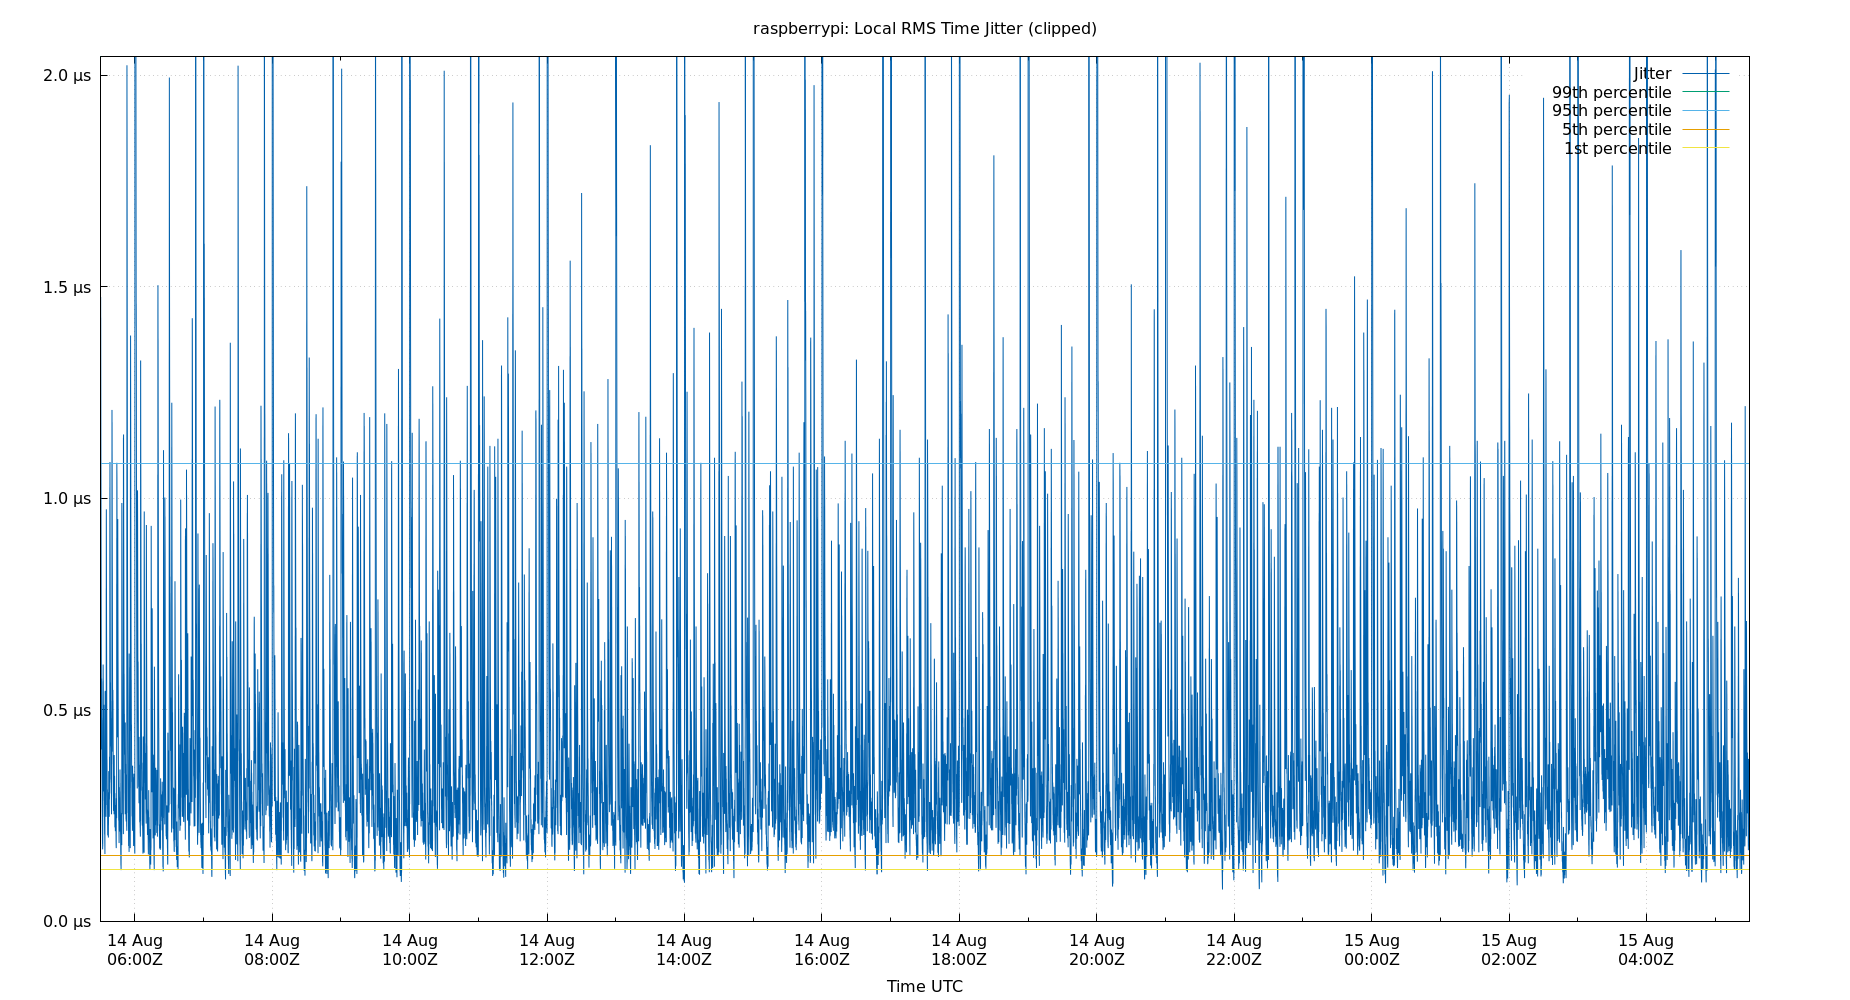 raspberrypi: Local RMS Time Jitter (clipped)
2.0 µs
1.5 µs
1.0 µs
0.5 µs
0.0 µs
Jitter
99th percentile
95th percentile
5th percentile
1st percentile
14 Aug 14 Aug 14 Aug 14 Aug 14 Aug 14 Aug 14 Aug 14 Aug 14 Aug 15 Aug 15 Aug 15 Aug
06:00Z 08:00Z 10:00Z 12:00Z 14:00Z 16:00Z 18:00Z 20:00Z 22:00Z 00:00Z 02:00Z 04:00Z
Time UTC